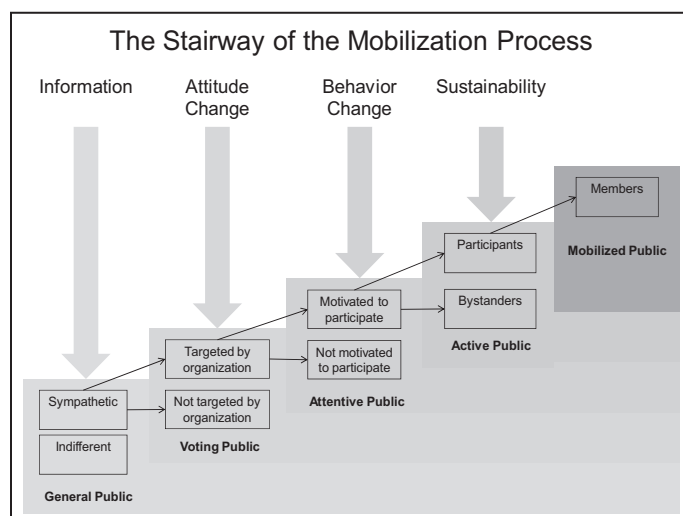 The Stairway of the Mobilization Process
Information
Attitude
Change
Behavior
Change
Sustainability
Members
Mobilized Public
Participants
Bystanders
Active Public
Motivated to
participate
Not motivated
to participate
Attentive Public
Targeted by
organization
Not targeted by
organization
Voting Public
Sympathetic
Indifferent
General Public